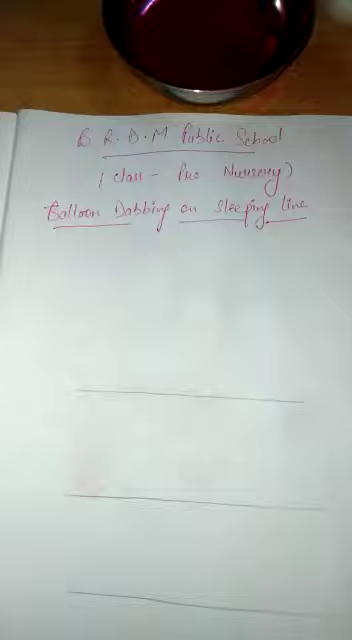 B.R.D.M Public School
(Class - Pre Nursery)
Balloon Dabbing on sleeping line